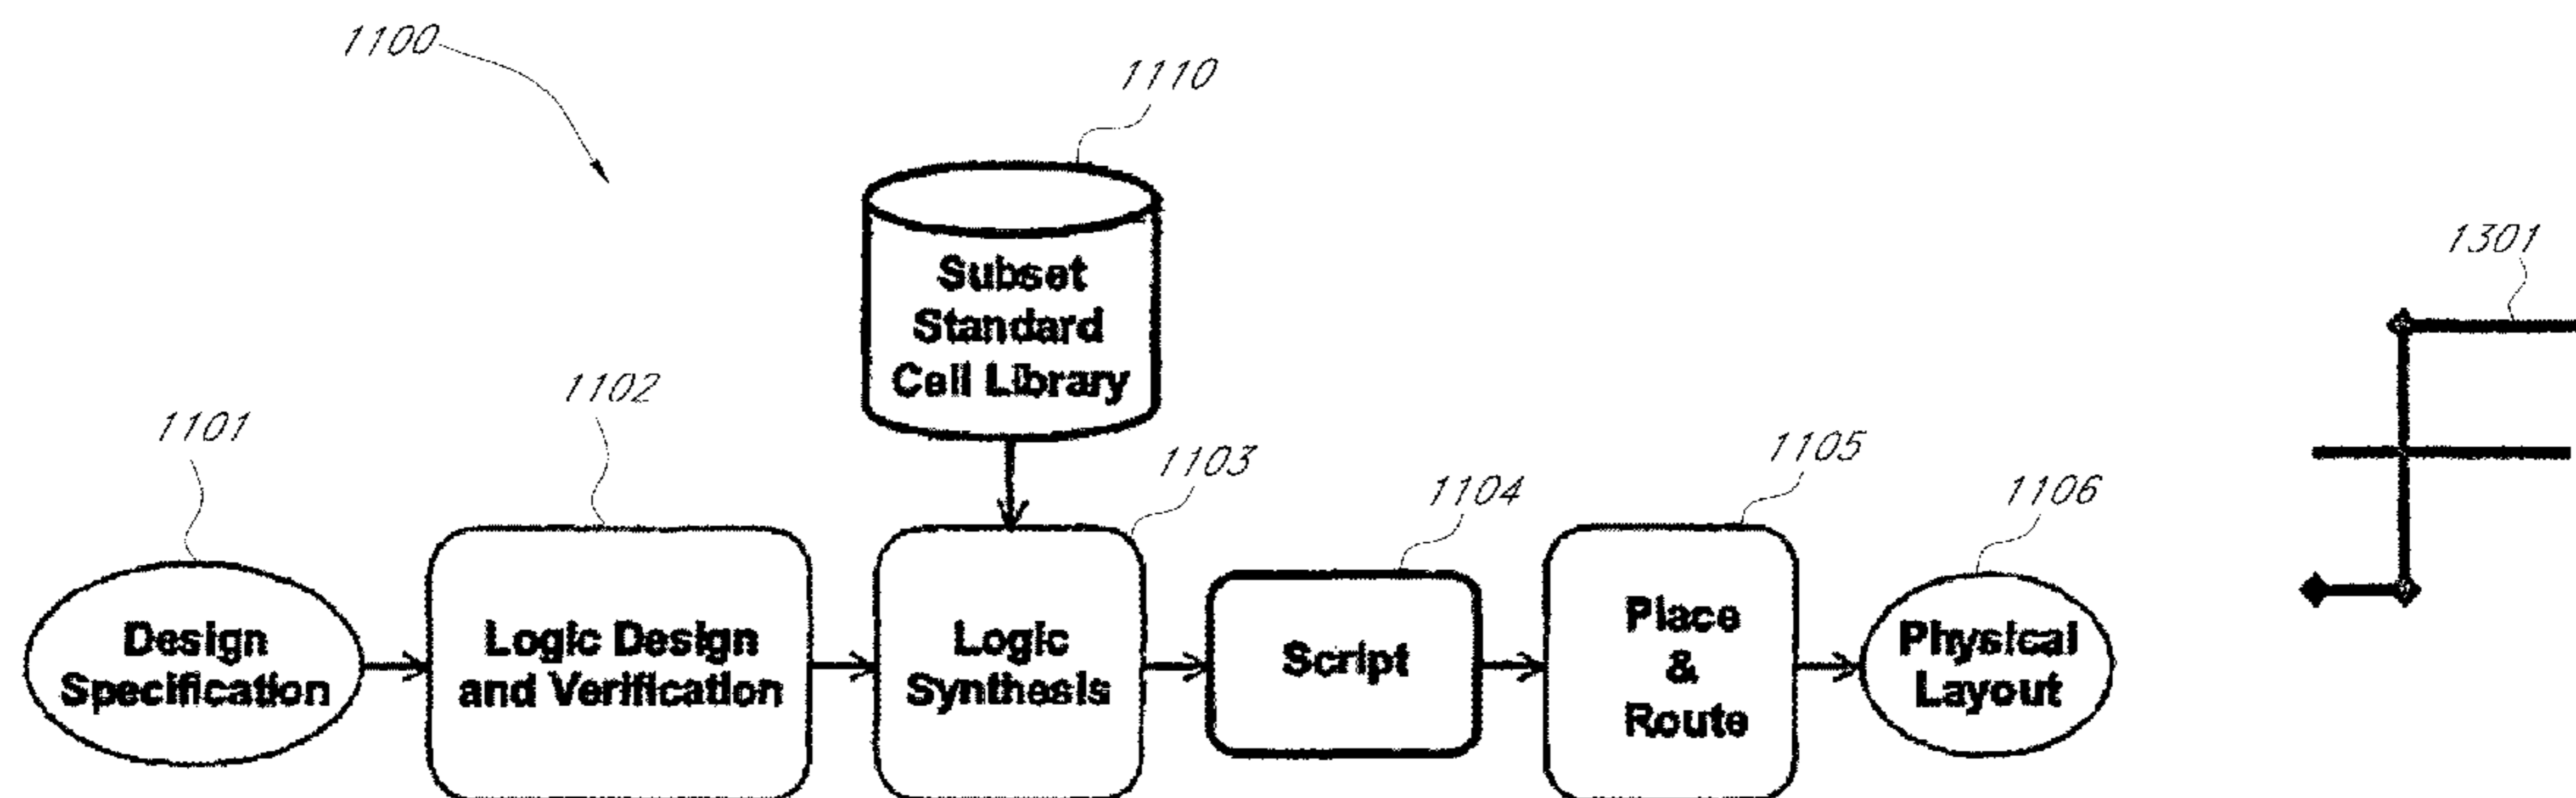 1100
1110
Subset
Standard
Cell Library
1301
1101
1102
1103
1104
1105
1106
Design
Specification
Logic Design
and Verification
Logic
Synthesis
Script
Place
&
Route
Physical
Layout